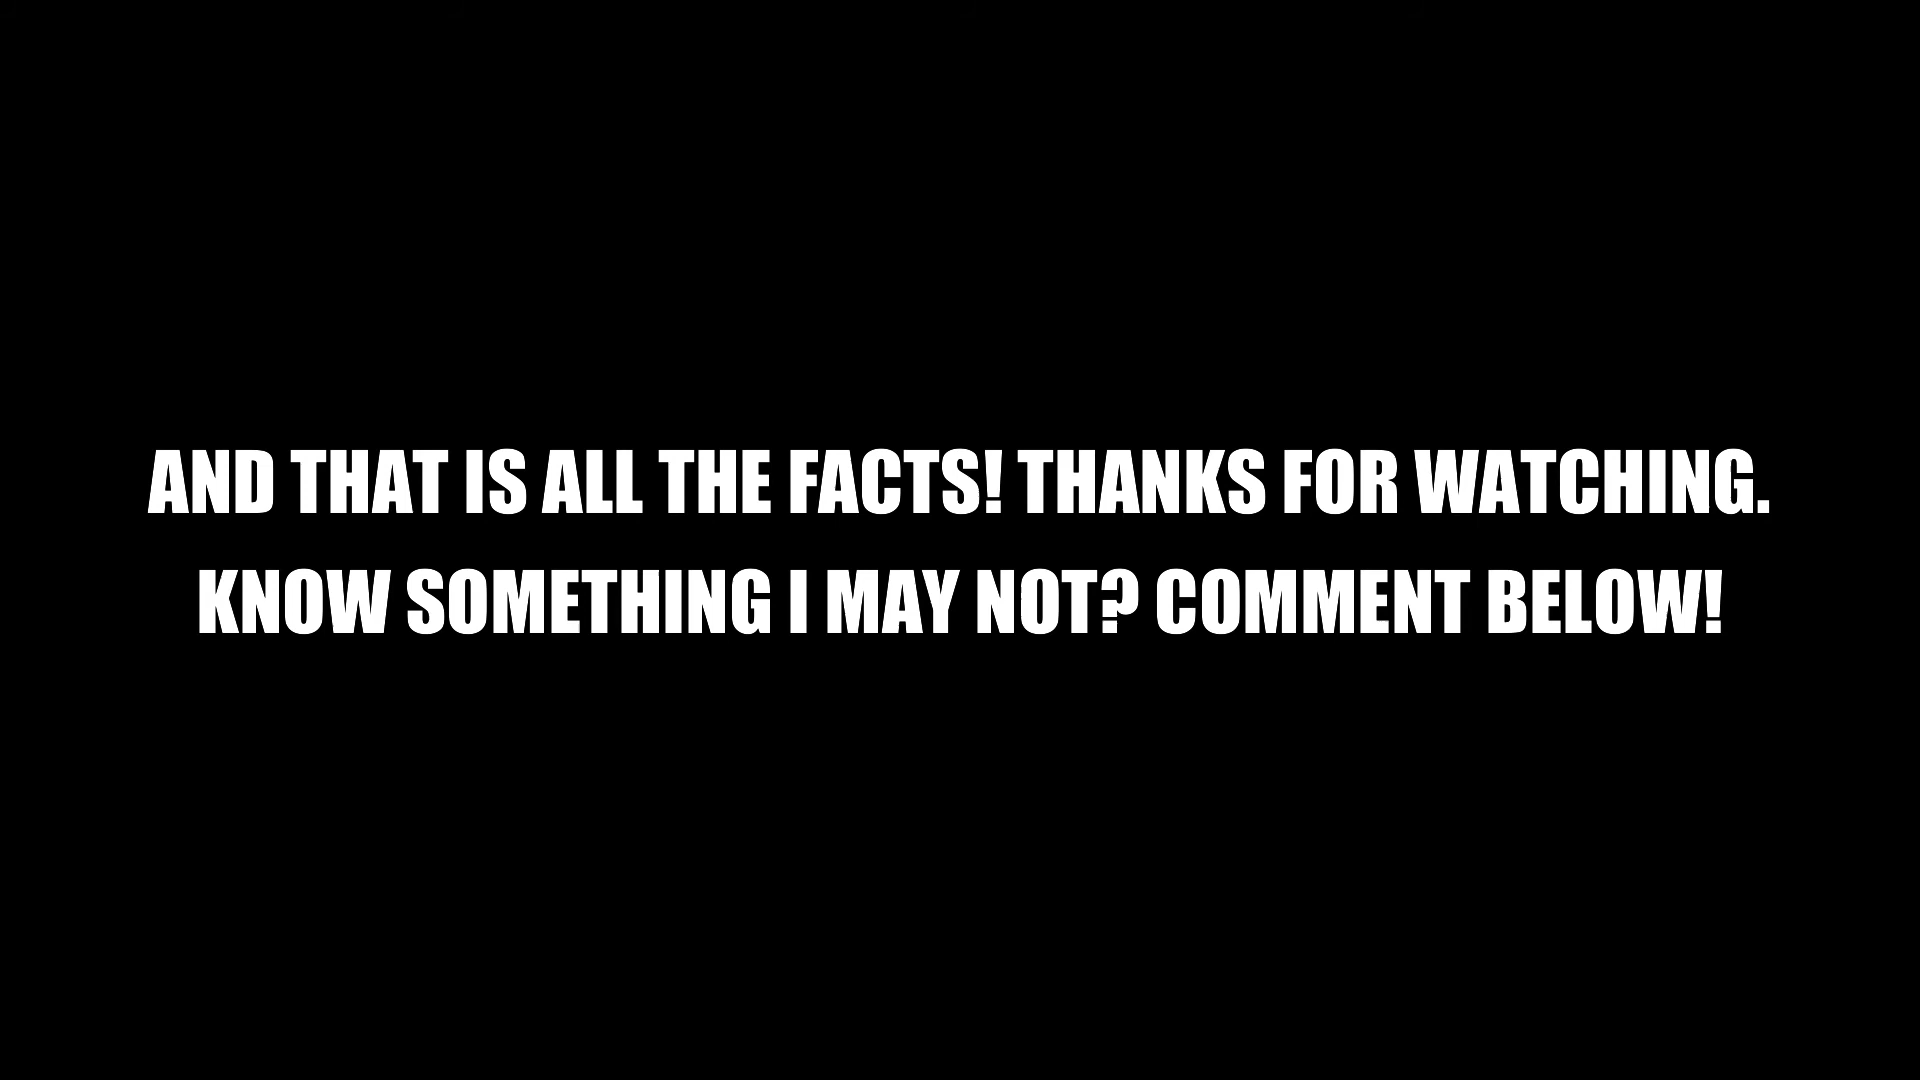 AND THAT IS ALL THE FACTS! THANKS FOR WATCHING.
KNOW SOMETHING I MAY NOT? COMMENT BELOW!